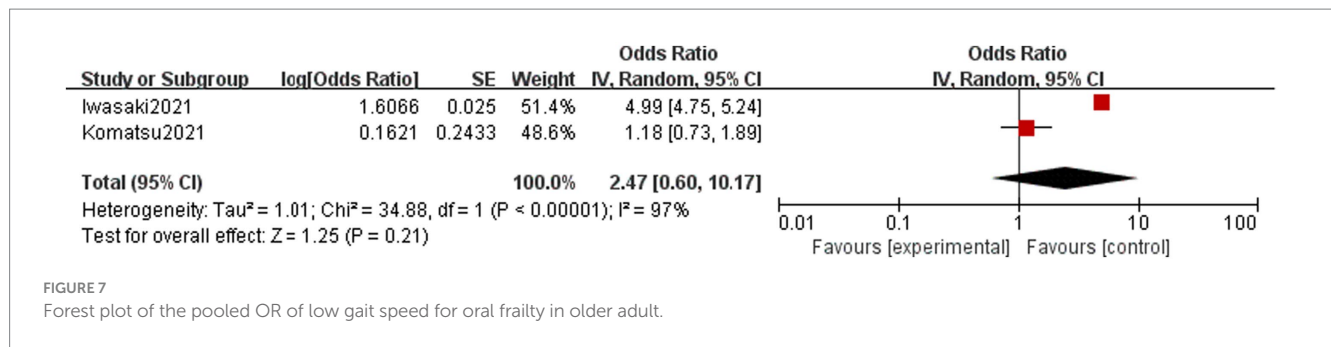 Odds Ratio Odds Ratio
Study or Subgroup log[Odds Ratio] SE Weight IV, Random, 95% CI IV, Random, 95% CI
Iwasaki2021 1.6066 0.025 51.4% 4.99 [4.75, 5.24]
Komatsu2021 0.1621 0.2433 48.6% 1.18 [0.73, 1.89]
Total (95% CI) 100.0% 2.47 [0.60, 10.17]
Heterogeneity: Tau² = 1.01; Chi² = 34.88, df = 1 (P < 0.00001); I² = 97%
Test for overall effect: Z = 1.25 (P = 0.21)
0.01 0.1 1 10 100
Favours [experimental] Favours [control]
FIGURE 7
Forest plot of the pooled OR of low gait speed for oral frailty in older adult.